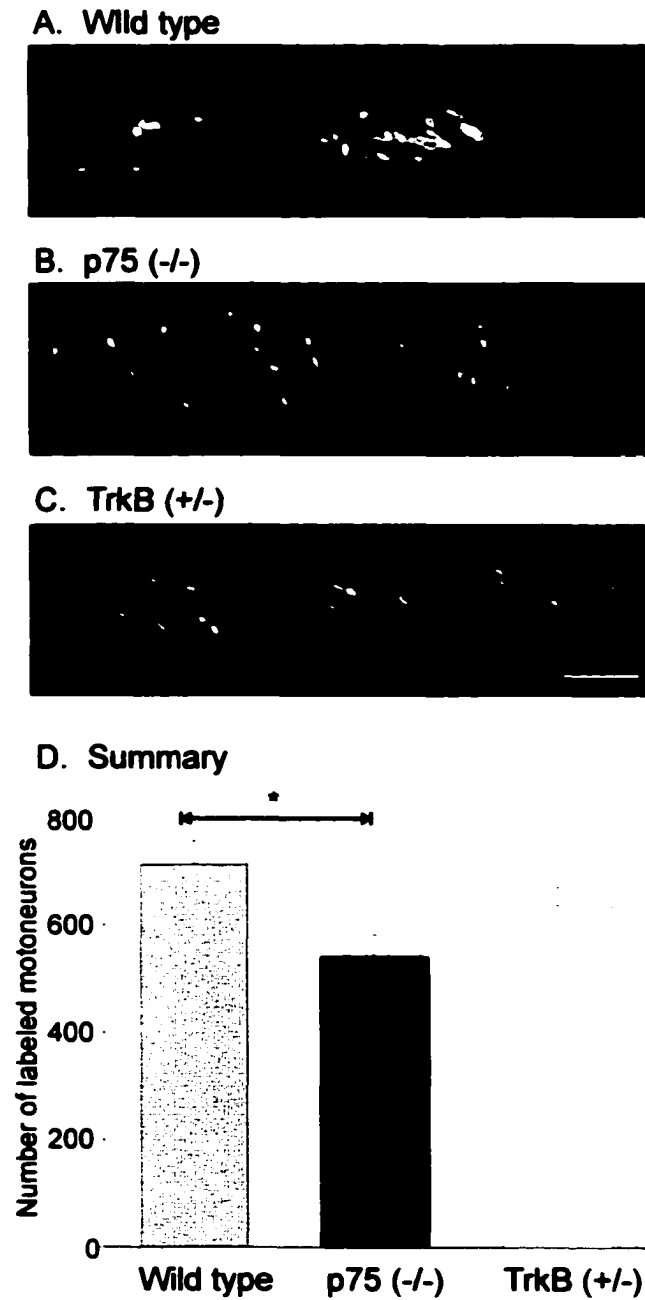 A. Wild type
B. p75 (-/-)
C. TrkB (+/-)
D. Summary
*
800
600
400
200
0
Number of labeled motoneurons
Wild type
p75 (-/-)
TrkB (+/-)